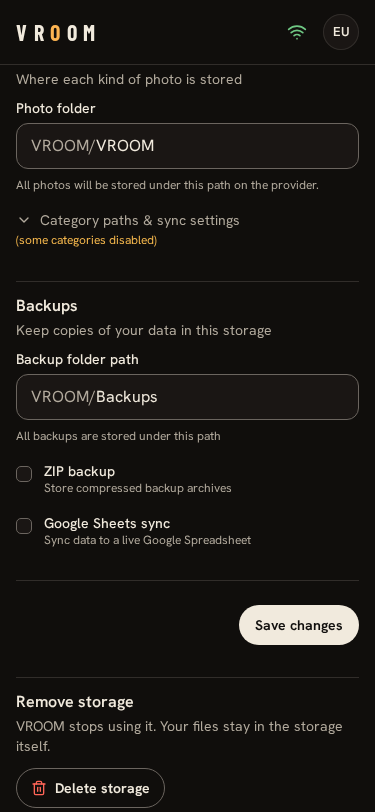 VROOM
EU
Where each kind of photo is stored
Photo folder
VROOM/VROOM
All photos will be stored under this path on the provider.
Category paths & sync settings
(some categories disabled)
Backups
Keep copies of your data in this storage
Backup folder path
VROOM/Backups
All backups are stored under this path
ZIP backup
Store compressed backup archives
Google Sheets sync
Sync data to a live Google Spreadsheet
Save changes
Remove storage
VROOM stops using it. Your files stay in the storage
itself.
Delete storage